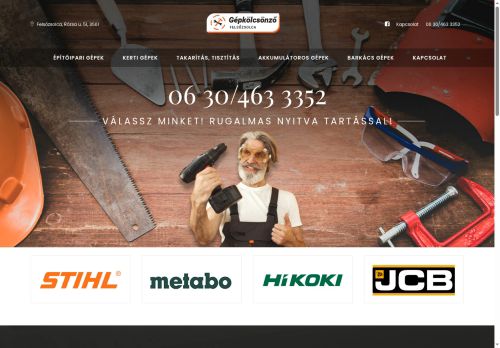 Felsőzsolca, Rózsa u. 51, 3561
Gépkölcsönző
FELSŐZSOLCA
Kapcsolat
06 30/463 3352
ÉPÍTŐIPARI GÉPEK
KERTI GÉPEK
TAKARÍTÁS, TISZTÍTÁS
AKKUMULÁTOROS GÉPEK
BARKÁCS GÉPEK
KAPCSOLAT
06 30/463 3352
VÁLASSZ MINKET! RUGALMAS NYITVA TARTÁSSAL!
STIHL®
metabo
HiKOKI
JCB